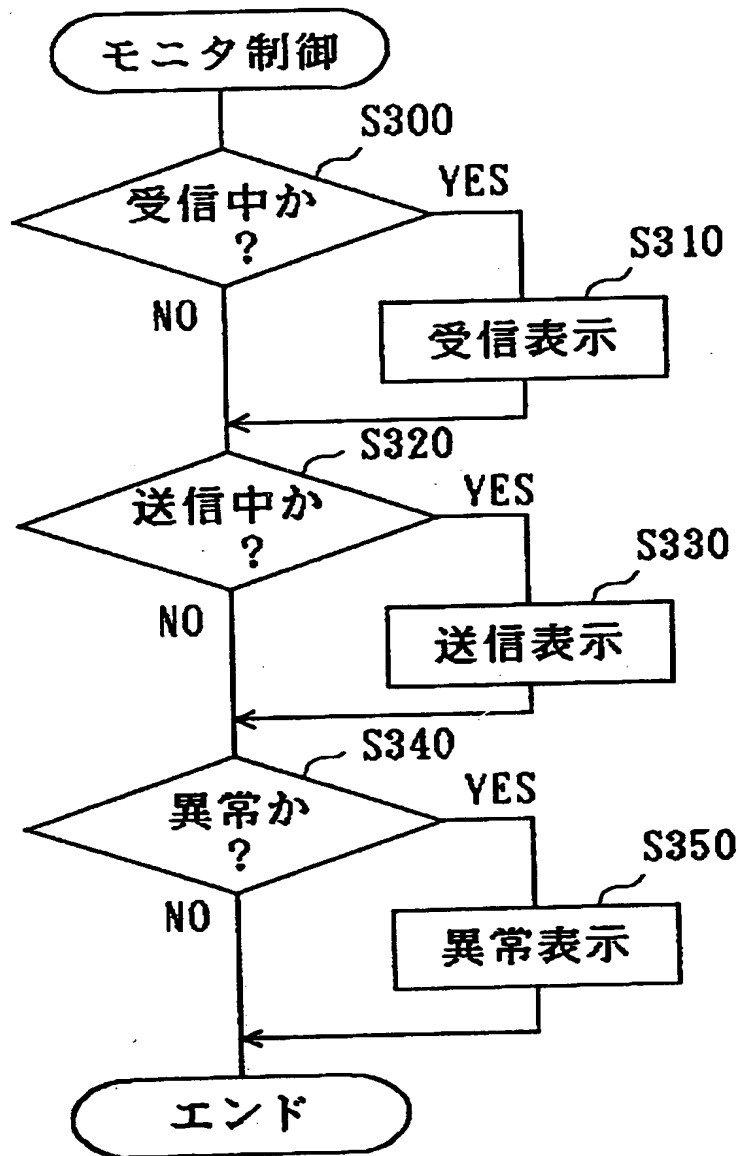 モニタ制御
S300
受信中か
?
YES
NO
S310
受信表示
S320
送信中か
?
YES
NO
S330
送信表示
S340
異常か
?
YES
NO
S350
異常表示
エンド